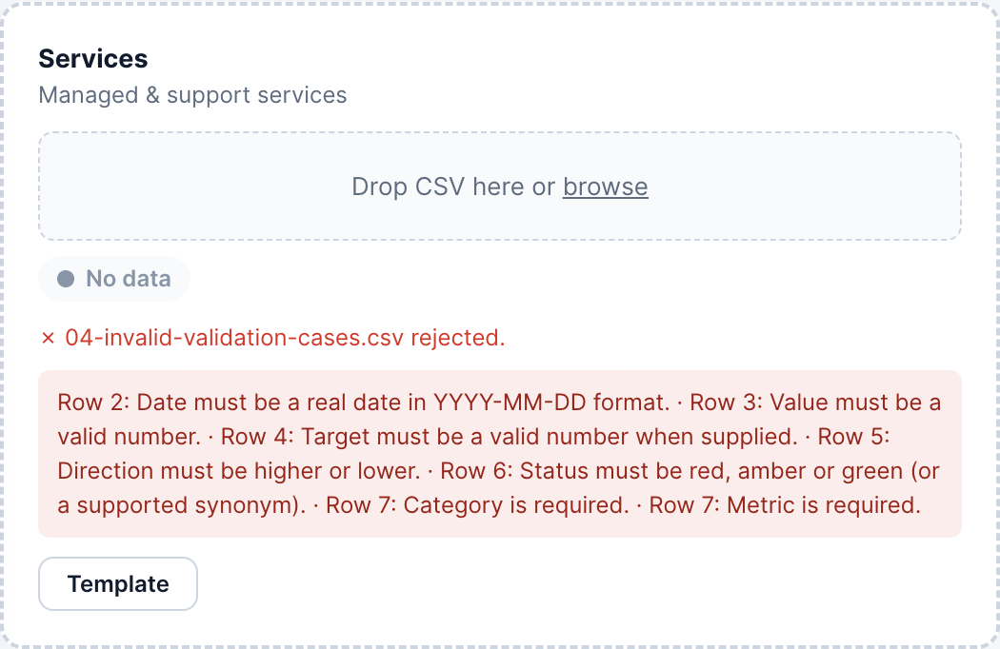 Services
Managed & support services
Drop CSV here or browse
No data
× 04-invalid-validation-cases.csv rejected.
Row 2: Date must be a real date in YYYY-MM-DD format. · Row 3: Value must be a
valid number. · Row 4: Target must be a valid number when supplied. · Row 5:
Direction must be higher or lower. · Row 6: Status must be red, amber or green (or
a supported synonym). · Row 7: Category is required. · Row 7: Metric is required.
Template